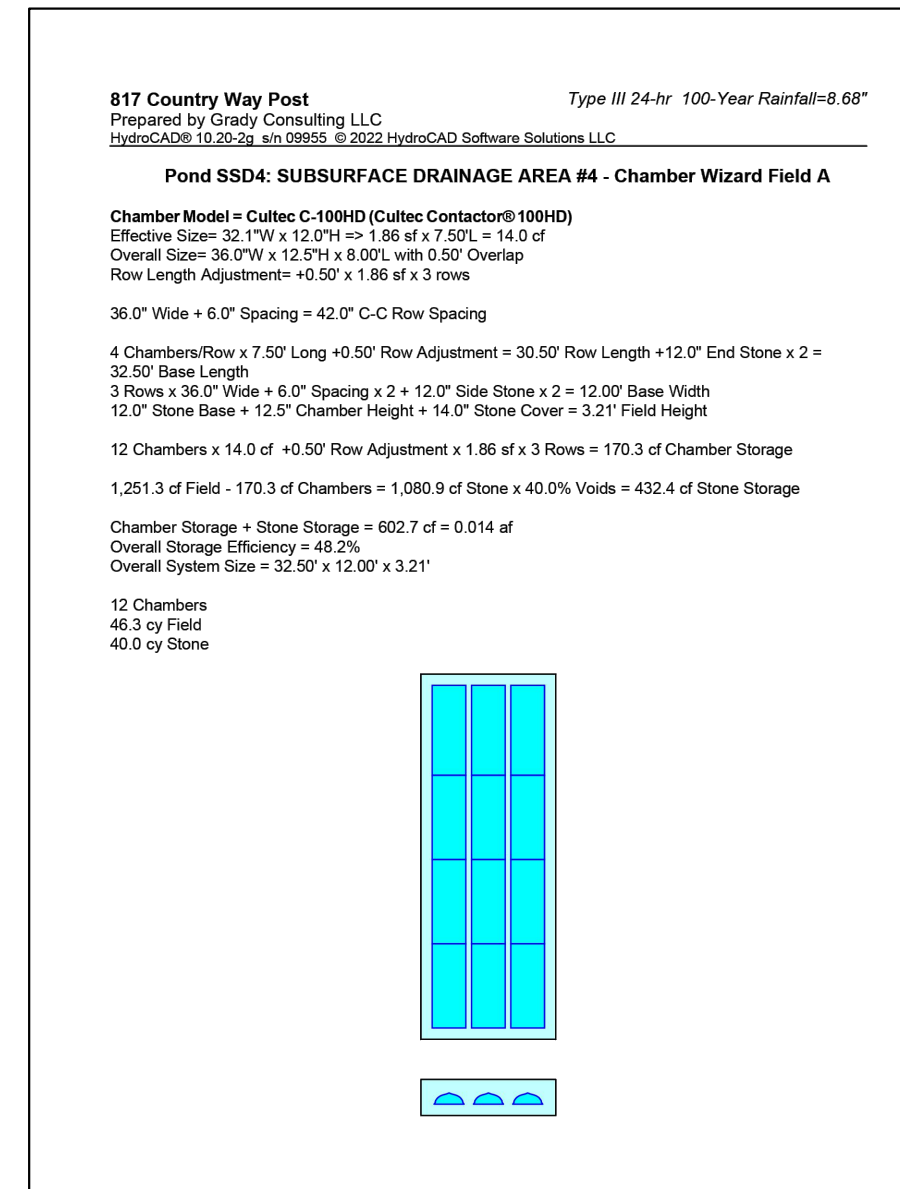 817 Country Way Post
Type III 24-hr 100-Year Rainfall=8.68"
Prepared by Grady Consulting LLC
HydroCAD® 10.20-2g s/n 09955 © 2022 HydroCAD Software Solutions LLC
Pond SSD4: SUBSURFACE DRAINAGE AREA #4 - Chamber Wizard Field A
Chamber Model = Cultec C-100HD (Cultec Contactor® 100HD)
Effective Size= 32.1"W x 12.0"H => 1.86 sf x 7.50'L = 14.0 cf
Overall Size= 36.0"W x 12.5"H x 8.00'L with 0.50' Overlap
Row Length Adjustment= +0.50' x 1.86 sf x 3 rows
36.0" Wide + 6.0" Spacing = 42.0" C-C Row Spacing
4 Chambers/Row x 7.50' Long +0.50' Row Adjustment = 30.50' Row Length +12.0" End Stone x 2 =
32.50' Base Length
3 Rows x 36.0" Wide + 6.0" Spacing x 2 + 12.0" Side Stone x 2 = 12.00' Base Width
12.0" Stone Base + 12.5" Chamber Height + 14.0" Stone Cover = 3.21' Field Height
12 Chambers x 14.0 cf +0.50' Row Adjustment x 1.86 sf x 3 Rows = 170.3 cf Chamber Storage
1,251.3 cf Field - 170.3 cf Chambers = 1,080.9 cf Stone x 40.0% Voids = 432.4 cf Stone Storage
Chamber Storage + Stone Storage = 602.7 cf = 0.014 af
Overall Storage Efficiency = 48.2%
Overall System Size = 32.50' x 12.00' x 3.21'
12 Chambers
46.3 cy Field
40.0 cy Stone